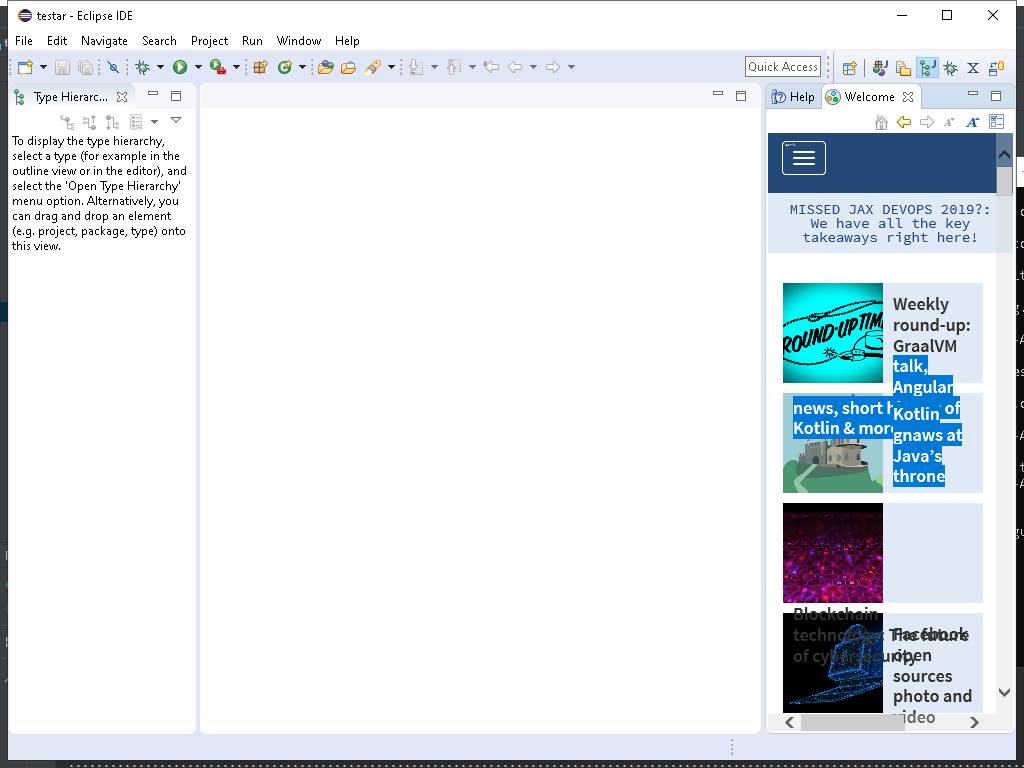 testar - Eclipse IDE
File Edit Navigate Search Project Run Window Help
Quick Access
Type Hierarc...
Help
Welcome
To display the type hierarchy,
select a type (for example in the
outline view or in the editor), and
select the 'Open Type Hierarchy'
menu option. Alternatively, you
can drag and drop an element
(e.g. project, package, type) onto
this view.
MISSED JAX DEVOPS 2019?:
We have all the key
takeaways right here!
ROUND-UP TIME
Weekly
round-up:
GraalVM
talk,
Angular
news, short of
Kotlin & more
Kotlin
gnaws at
Java's
throne
Blockchain
technology: The future
of cybersecurity
Facebook
open
sources
photo and
video